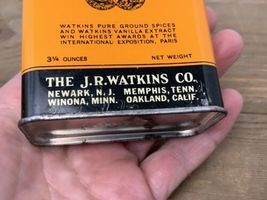 WATKINS PURE GROUND SPICES
AND WATKINS VANILLA EXTRACT
WIN HIGHEST AWARDS AT THE
INTERNATIONAL EXPOSITION, PARIS
3¼ OUNCES NET WEIGHT
THE J.R.WATKINS CO.
NEWARK, N. J. MEMPHIS, TENN.
WINONA, MINN. OAKLAND, CALIF.